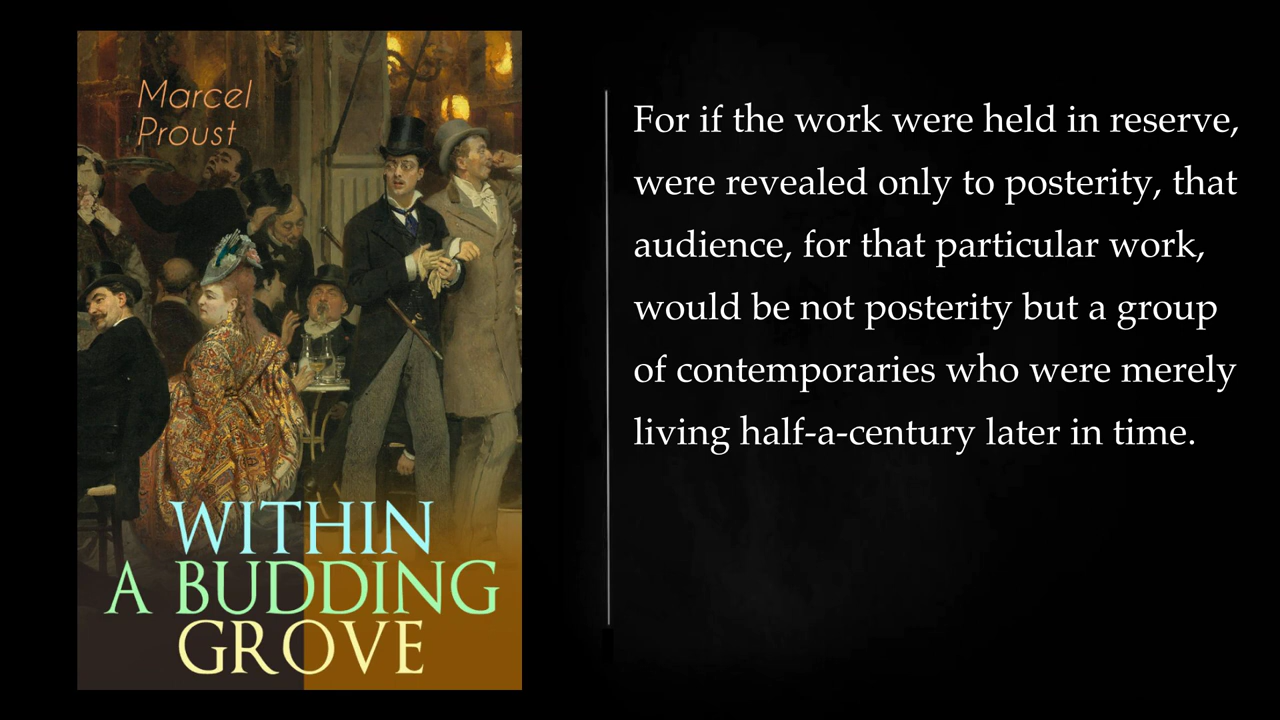 Marcel
Proust
WITHIN
A BUDDING
GROVE
For if the work were held in reserve,
were revealed only to posterity, that
audience, for that particular work,
would be not posterity but a group
of contemporaries who were merely
living half-a-century later in time.